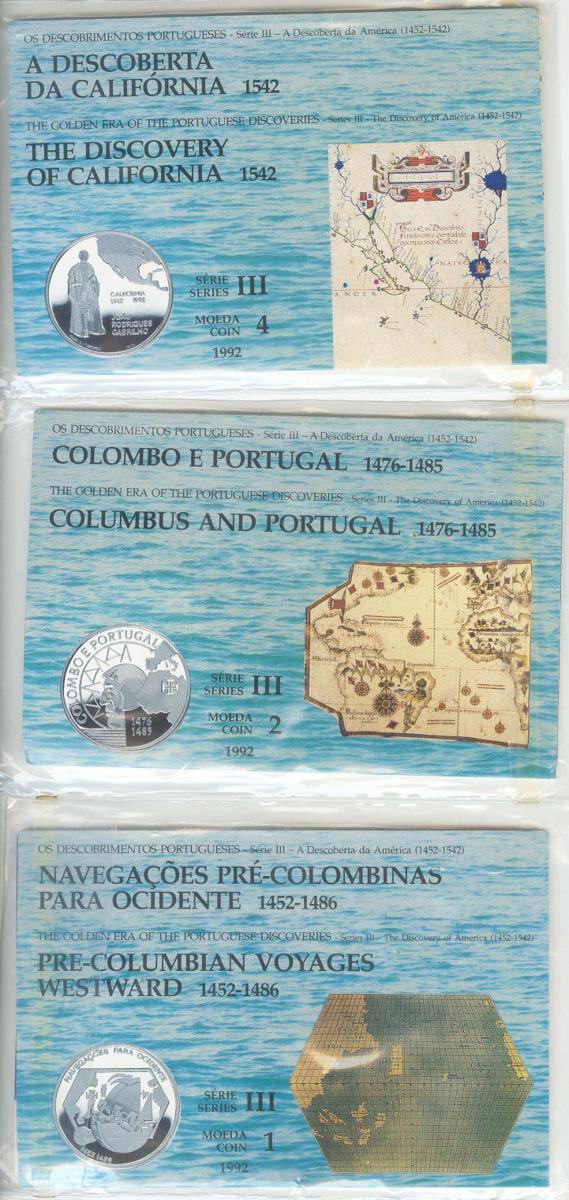 OS DESCOBRIMENTOS PORTUGUESES - Série III – A Descoberta da América (1452-1542)
A DESCOBERTA
DA CALIFÓRNIA 1542
THE GOLDEN ERA OF THE PORTUGUESE DISCOVERIES - Series III - The Discovery of America (1452-1542)
THE DISCOVERY
OF CALIFORNIA 1542
CALIFÓRNIA
1542 1992
JOÃO
RODRIGUES
CABRILHO
SÉRIE
SERIES III
MOEDA
COIN 4
1992
OS DESCOBRIMENTOS PORTUGUESES - Série III – A Descoberta da América (1452-1542)
COLOMBO E PORTUGAL 1476-1485
THE GOLDEN ERA OF THE PORTUGUESE DISCOVERIES - Series III - The Discovery of America (1452-1542)
COLUMBUS AND PORTUGAL 1476-1485
COLOMBO E PORTUGAL
1476
1485
SÉRIE
SERIES III
MOEDA
COIN 2
1992
OS DESCOBRIMENTOS PORTUGUESES – Série III – A Descoberta da América (1452-1542)
NAVEGAÇÕES PRÉ-COLOMBINAS
PARA OCIDENTE 1452-1486
THE GOLDEN ERA OF THE PORTUGUESE DISCOVERIES - Series III - The Discovery of America (1452-1542)
PRE-COLUMBIAN VOYAGES
WESTWARD 1452-1486
NAVEGAÇÕES PARA OCIDENTE
1452 1486
SÉRIE
SERIES III
MOEDA
COIN 1
1992